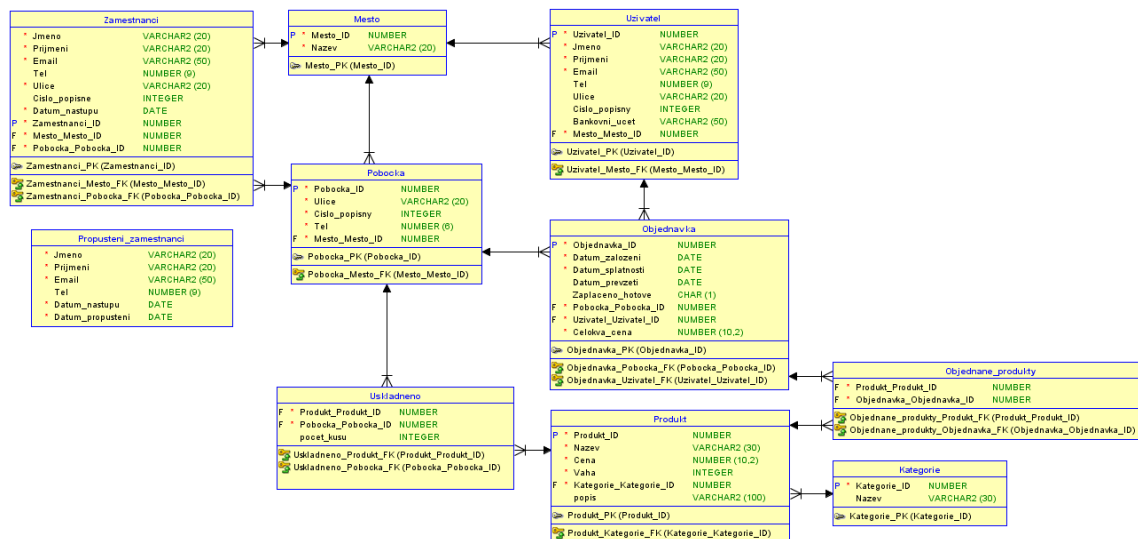 Zamestnanci
* Jmeno VARCHAR2 (20)
* Prijmeni VARCHAR2 (20)
* Email VARCHAR2 (50)
Tel NUMBER (9)
* Ulice VARCHAR2 (20)
Cislo_popisne INTEGER
* Datum_nastupu DATE
P * Zamestnanci_ID NUMBER
F * Mesto_Mesto_ID NUMBER
F * Pobocka_Pobocka_ID NUMBER
Zamestnanci_PK (Zamestnanci_ID)
Zamestnanci_Mesto_FK (Mesto_Mesto_ID)
Zamestnanci_Pobocka_FK (Pobocka_Pobocka_ID)
Mesto
P * Mesto_ID NUMBER
* Nazev VARCHAR2 (20)
Mesto_PK (Mesto_ID)
Uzivatel
P * Uzivatel_ID NUMBER
* Jmeno VARCHAR2 (20)
* Prijmeni VARCHAR2 (20)
* Email VARCHAR2 (50)
Tel NUMBER (9)
Ulice VARCHAR2 (20)
Cislo_popisny INTEGER
Bankovni_ucet VARCHAR2 (50)
F * Mesto_Mesto_ID NUMBER
Uzivatel_PK (Uzivatel_ID)
Uzivatel_Mesto_FK (Mesto_Mesto_ID)
Pobocka
P * Pobocka_ID NUMBER
* Ulice VARCHAR2 (20)
* Cislo_popisny INTEGER
* Tel NUMBER (6)
F * Mesto_Mesto_ID NUMBER
Pobocka_PK (Pobocka_ID)
Pobocka_Mesto_FK (Mesto_Mesto_ID)
Propusteni_zamestnanci
* Jmeno VARCHAR2 (20)
* Prijmeni VARCHAR2 (20)
* Email VARCHAR2 (50)
Tel NUMBER (9)
* Datum_nastupu DATE
* Datum_propusteni DATE
Objednavka
P * Objednavka_ID NUMBER
* Datum_zalozeni DATE
* Datum_splatnosti DATE
Datum_prevzeti DATE
Zaplaceno_hotove CHAR (1)
F * Pobocka_Pobocka_ID NUMBER
F * Uzivatel_Uzivatel_ID NUMBER
* Celokva_cena NUMBER (10,2)
Objednavka_PK (Objednavka_ID)
Objednavka_Pobocka_FK (Pobocka_Pobocka_ID)
Objednavka_Uzivatel_FK (Uzivatel_Uzivatel_ID)
Objednane_produkty
F * Produkt_Produkt_ID NUMBER
F * Objednavka_Objednavka_ID NUMBER
Objednane_produkty_Produkt_FK (Produkt_Produkt_ID)
Objednane_produkty_Objednavka_FK (Objednavka_Objednavka_ID)
Uskladneno
F * Produkt_Produkt_ID NUMBER
F * Pobocka_Pobocka_ID NUMBER
pocet_kusu INTEGER
Uskladneno_Produkt_FK (Produkt_Produkt_ID)
Uskladneno_Pobocka_FK (Pobocka_Pobocka_ID)
Produkt
P * Produkt_ID NUMBER
* Nazev VARCHAR2 (30)
* Cena NUMBER (10,2)
* Vaha INTEGER
F * Kategorie_Kategorie_ID NUMBER
popis VARCHAR2 (100)
Produkt_PK (Produkt_ID)
Produkt_Kategorie_FK (Kategorie_Kategorie_ID)
Kategorie
P * Kategorie_ID NUMBER
Nazev VARCHAR2 (30)
Kategorie_PK (Kategorie_ID)